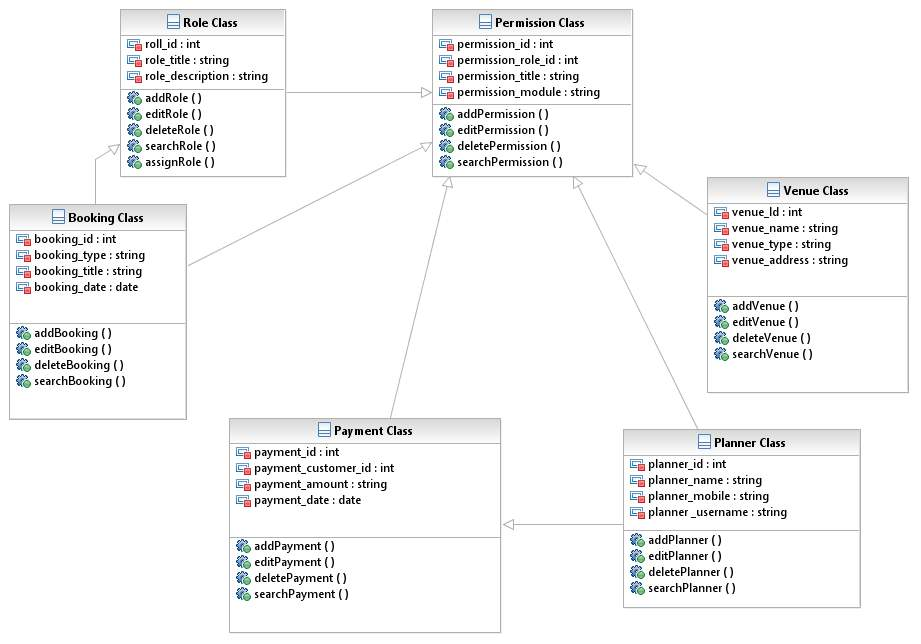 Role Class
roll_id : int
role_title : string
role_description : string
addRole ( )
editRole ( )
deleteRole ( )
searchRole ( )
assignRole ( )
Permission Class
permission_id : int
permission_role_id : int
permission_title : string
permission_module : string
addPermission ( )
editPermission ( )
deletePermission ( )
searchPermission ( )
Venue Class
venue_Id : int
venue_name : string
venue_type : string
venue_address : string
addVenue ( )
editVenue ( )
deleteVenue ( )
searchVenue ( )
Booking Class
booking_id : int
booking_type : string
booking_title : string
booking_date : date
addBooking ( )
editBooking ( )
deleteBooking ( )
searchBooking ( )
Payment Class
payment_id : int
payment_customer_id : int
payment_amount : string
payment_date : date
addPayment ( )
editPayment ( )
deletePayment ( )
searchPayment ( )
Planner Class
planner_id : int
planner_name : string
planner_mobile : string
planner _username : string
addPlanner ( )
editPlanner ( )
deletePlanner ( )
searchPlanner ( )